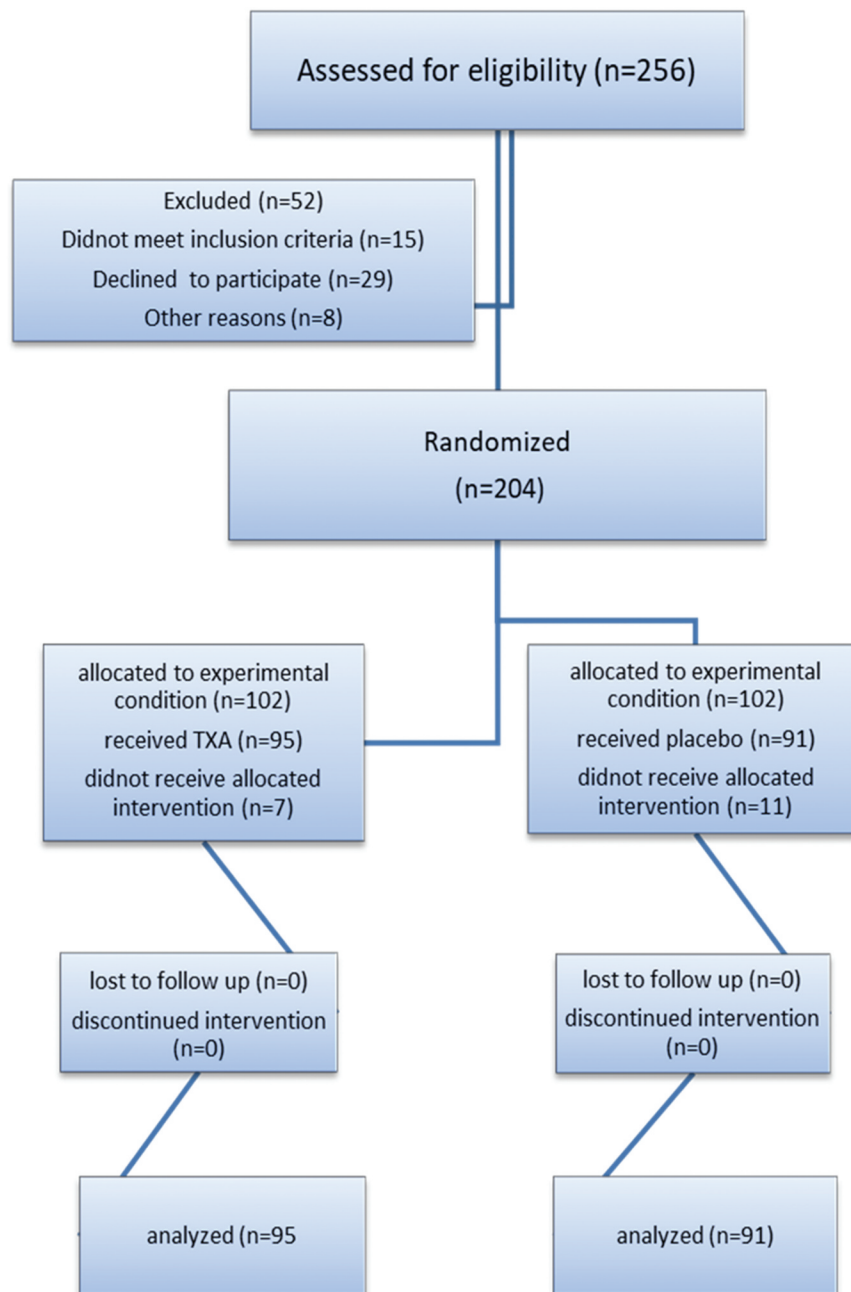 Assessed for eligibility (n=256)
Excluded (n=52)
Didnot meet inclusion criteria (n=15)
Declined  to participate (n=29)
Other reasons (n=8)
Randomized
(n=204)
allocated to experimental
condition (n=102)
received TXA (n=95)
didnot receive allocated
intervention (n=7)
allocated to experimental
condition (n=102)
received placebo (n=91)
didnot receive allocated
intervention (n=11)
lost to follow up (n=0)
discontinued intervention
(n=0)
lost to follow up (n=0)
discontinued intervention
(n=0)
analyzed (n=95
analyzed (n=91)